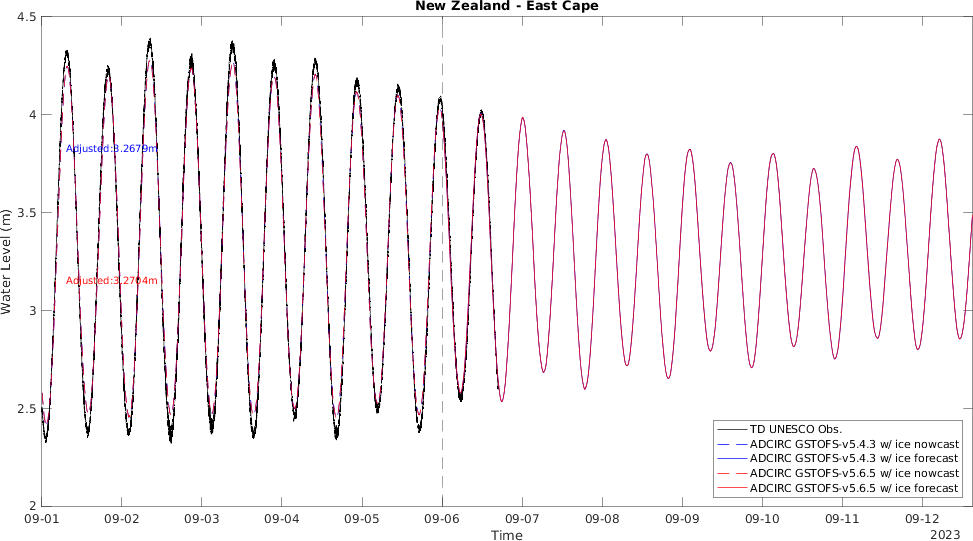 New Zealand - East Cape
4.5
4
3.5
3
2.5
2
Water Level (m)
Adjusted:3.2679m
Adjusted:3.2704m
TD UNESCO Obs.
ADCIRC GSTOFS-v5.4.3 w/ ice nowcast
ADCIRC GSTOFS-v5.4.3 w/ ice forecast
ADCIRC GSTOFS-v5.6.5 w/ ice nowcast
ADCIRC GSTOFS-v5.6.5 w/ ice forecast
09-01 09-02 09-03 09-04 09-05 09-06 09-07 09-08 09-09 09-10 09-11 09-12
2023
Time